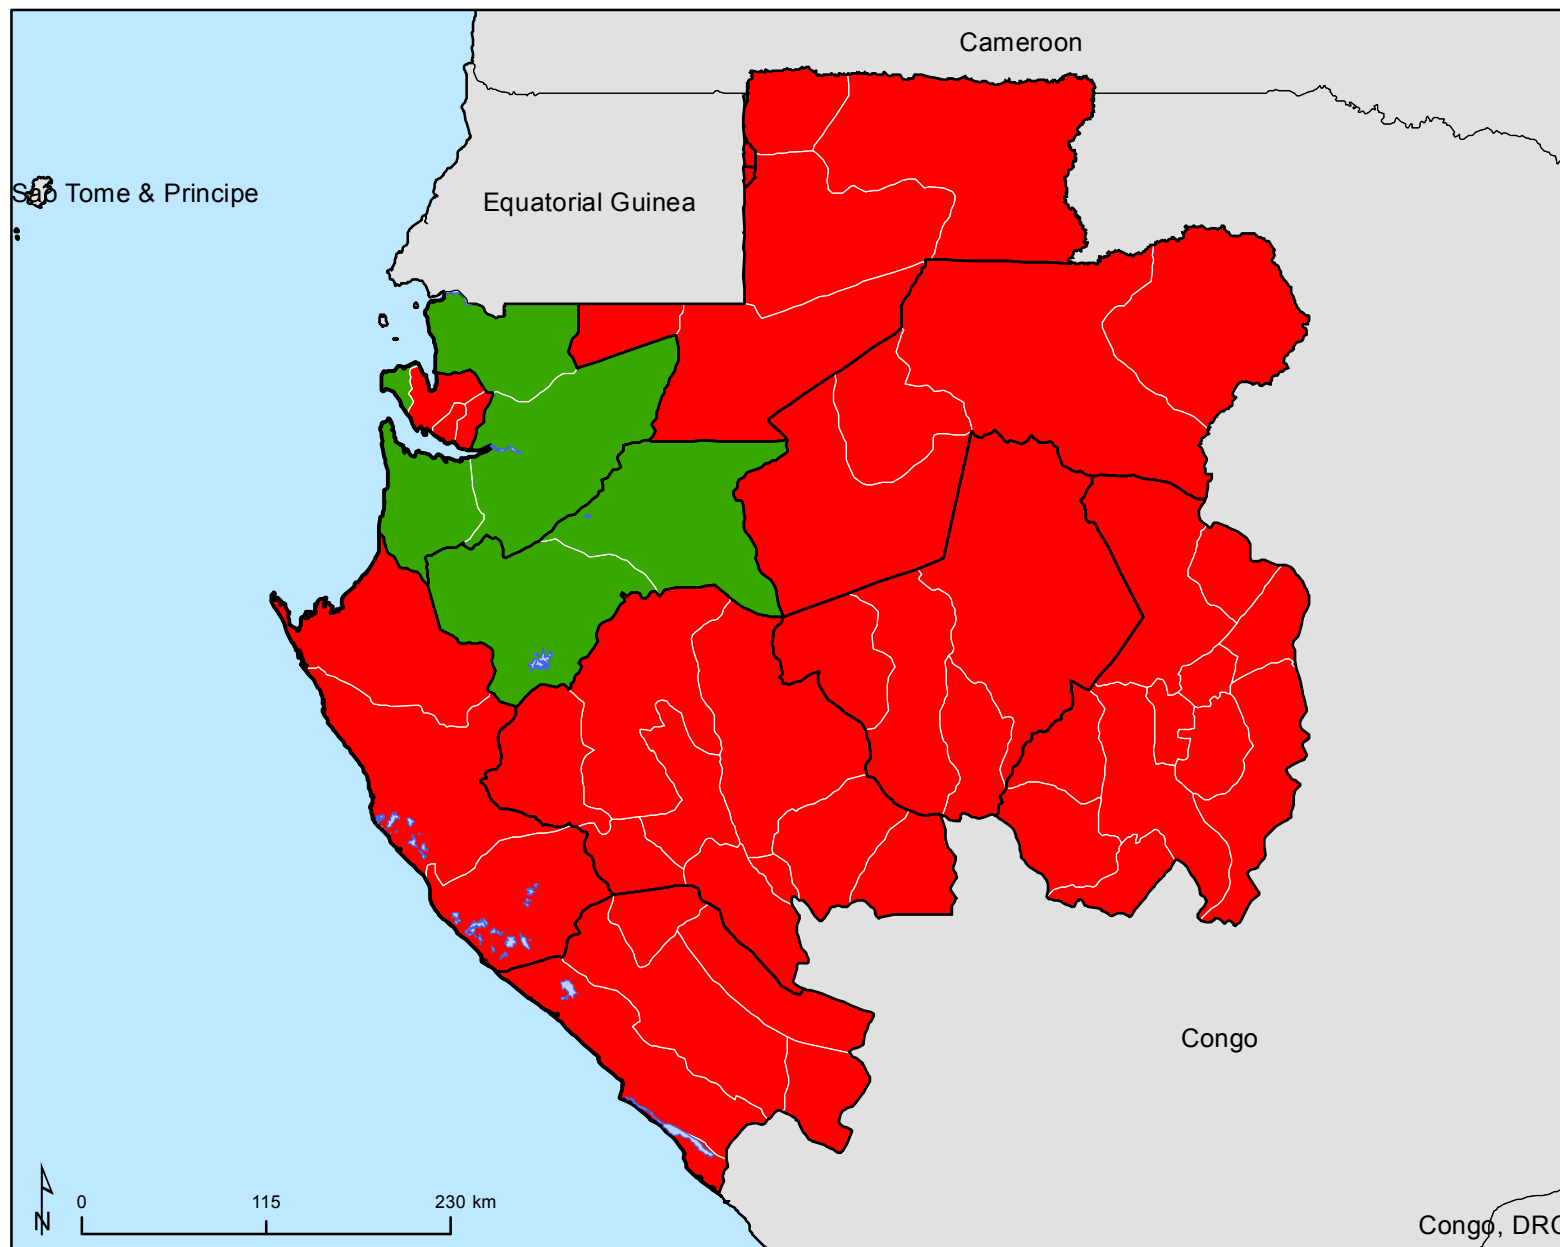 Cameroon
Sao Tome & Principe
Equatorial Guinea
Congo
0 115 230 km
N
Congo, DRC